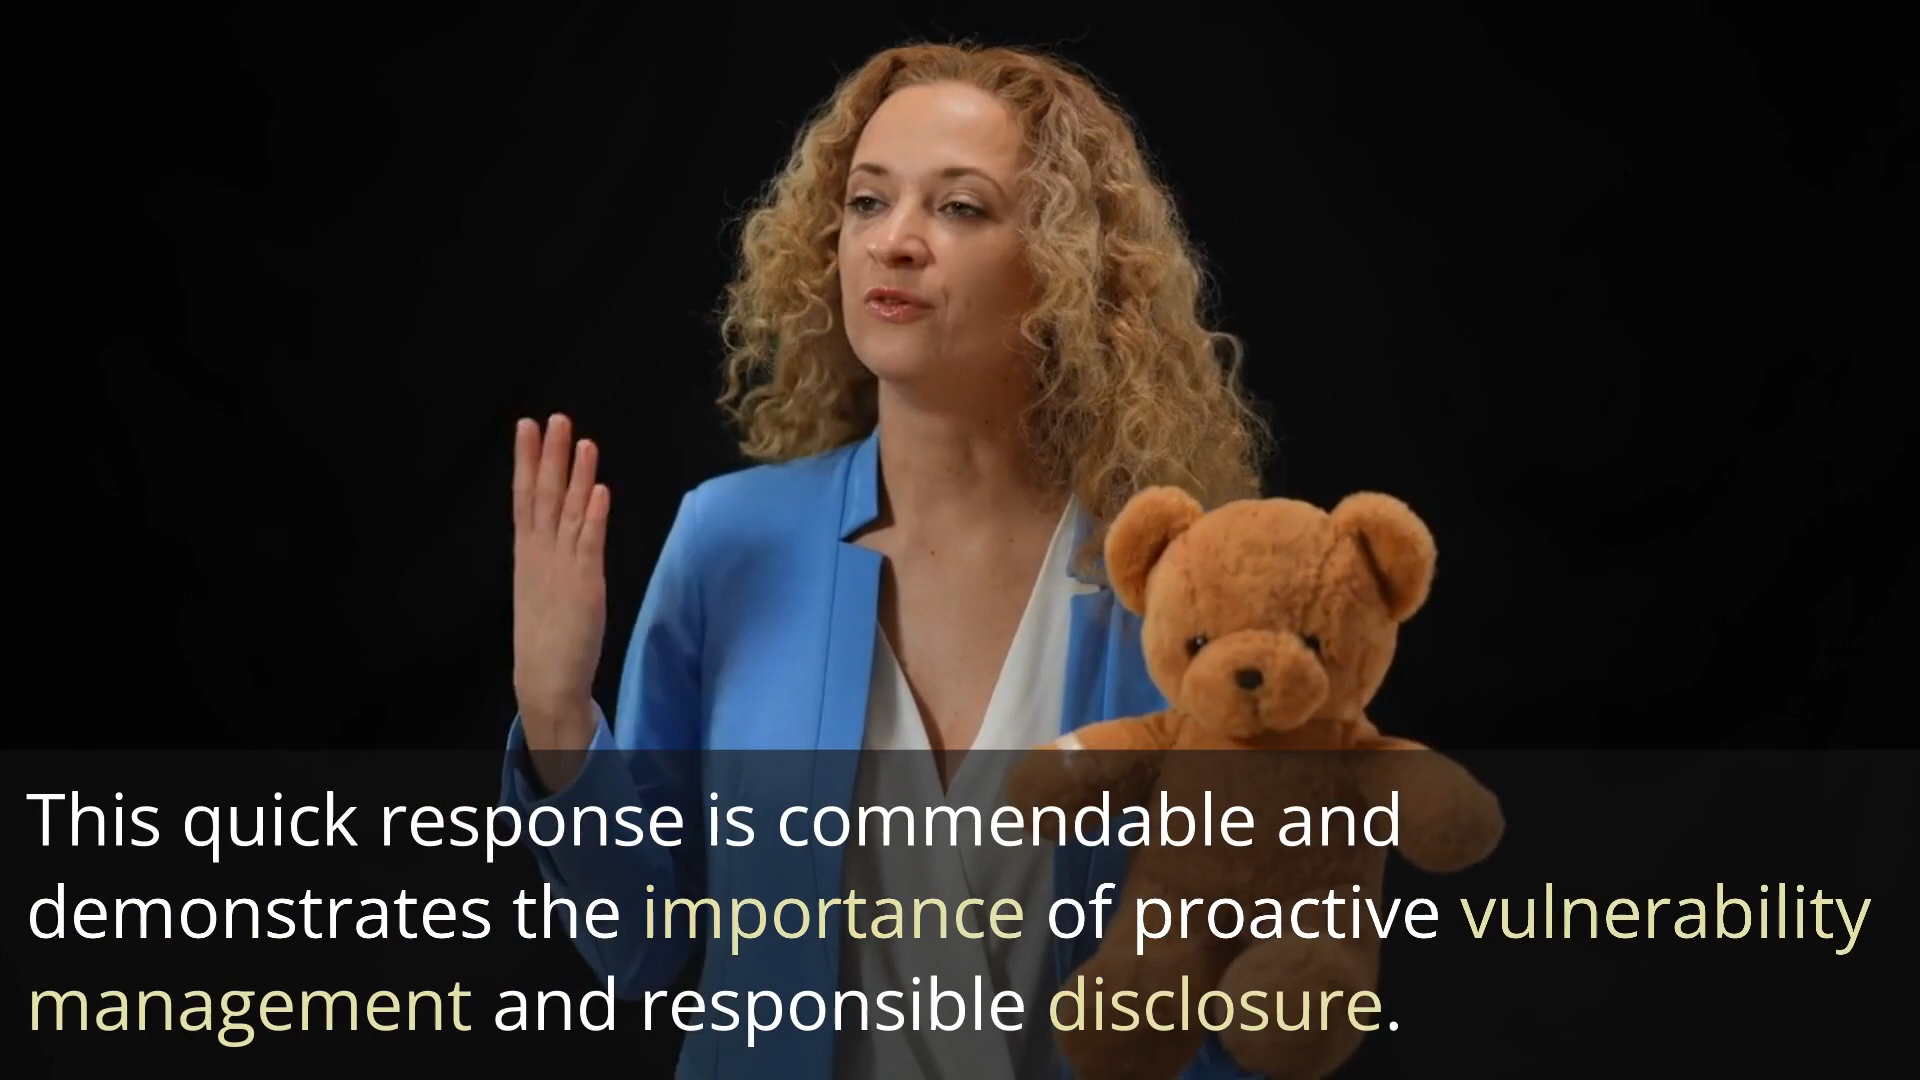 This quick response is commendable and
demonstrates the importance of proactive vulnerability
management and responsible disclosure.